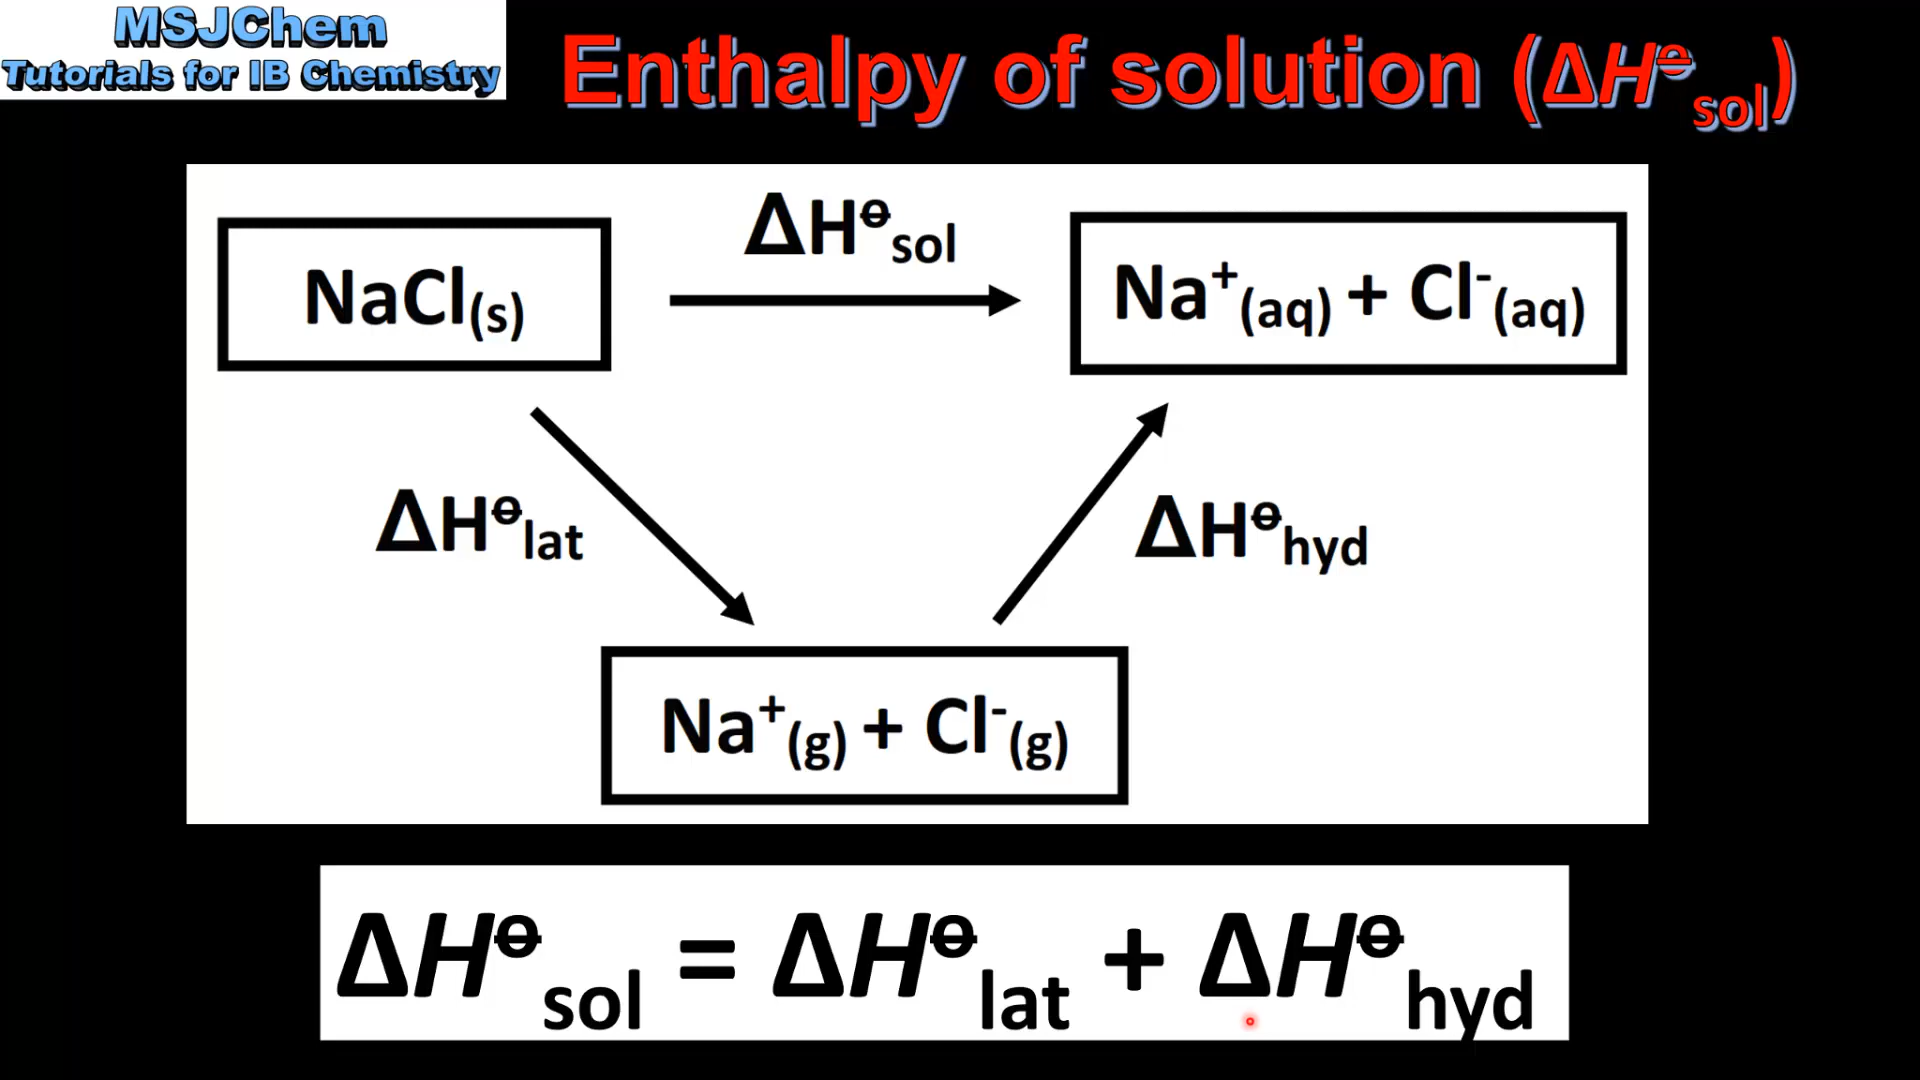 MSJChem
Tutorials for IB Chemistry
Enthalpy of solution (ΔH⦵sol)
ΔH⦵sol
NaCl(s)
Na⁺(aq) + Cl⁻(aq)
ΔH⦵lat
ΔH⦵hyd
Na⁺(g) + Cl⁻(g)
ΔH⦵sol = ΔH⦵lat + ΔH⦵hyd